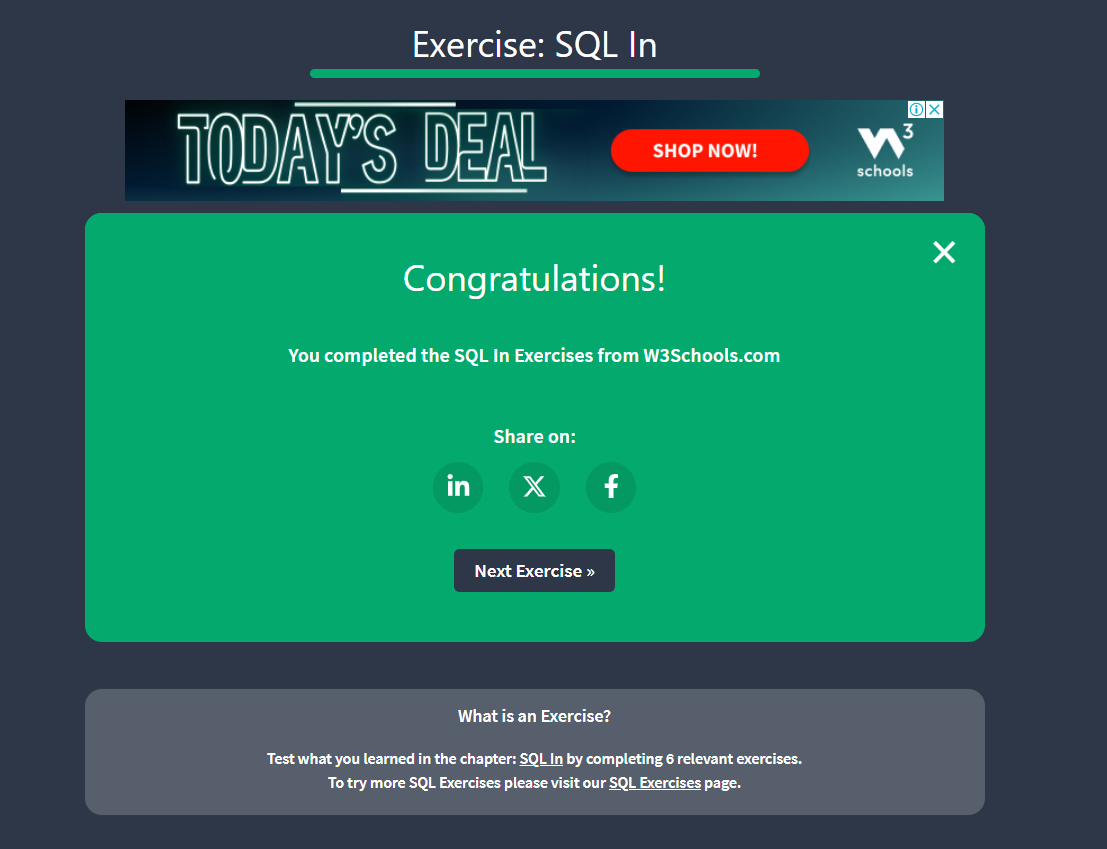 Exercise: SQL In
TODAY'S DEAL
SHOP NOW!
W3
schools
Congratulations!
You completed the SQL In Exercises from W3Schools.com
Share on:
in
X
f
Next Exercise »
What is an Exercise?
Test what you learned in the chapter: SQL In by completing 6 relevant exercises.
To try more SQL Exercises please visit our SQL Exercises page.